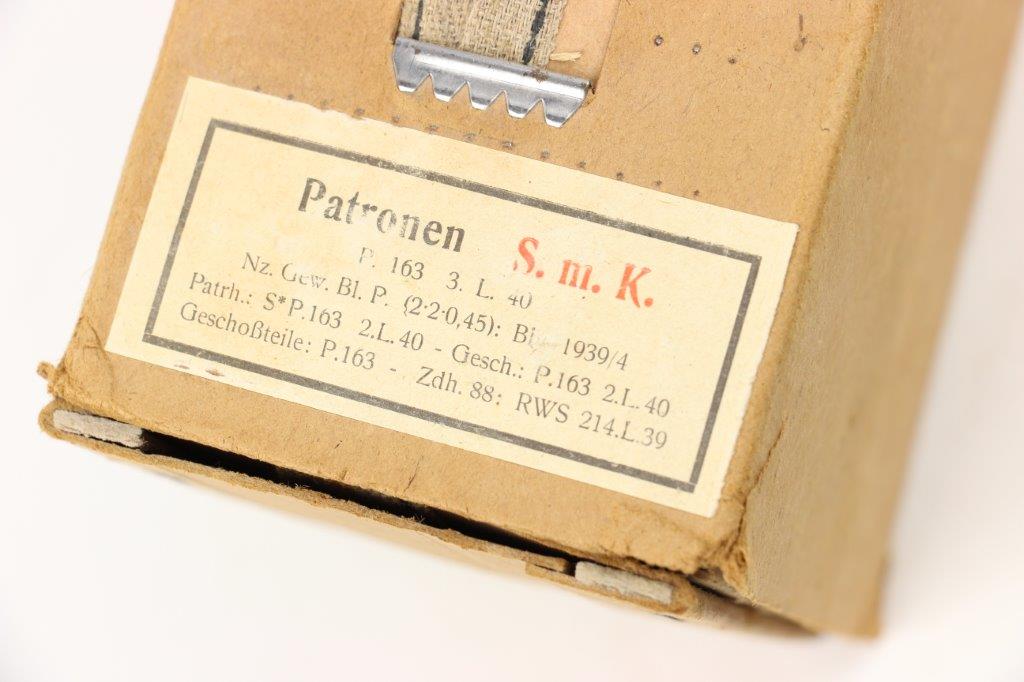 Patronen S. m. K.
P. 163 3. L. 40
Nz. Gew. Bl. P. (2·2·0,45): 1939/4
Patrh.: S*P.163 2.L.40 - Gesch.: P.163 2.L.40
Geschoßteile: P.163 - Zdh. 88: RWS 214.L.39